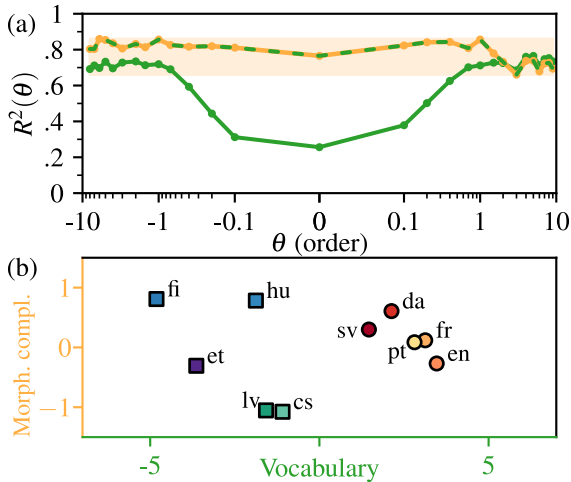 (a)
1
.8
.6
.4
.2
0
R²(θ)
-10 -1 -0.1 0 0.1 1 10
θ (order)
(b)
1
0
−1
Morph. compl.
fi
hu
da
sv
fr
pt
en
et
lv
cs
-5 Vocabulary 5